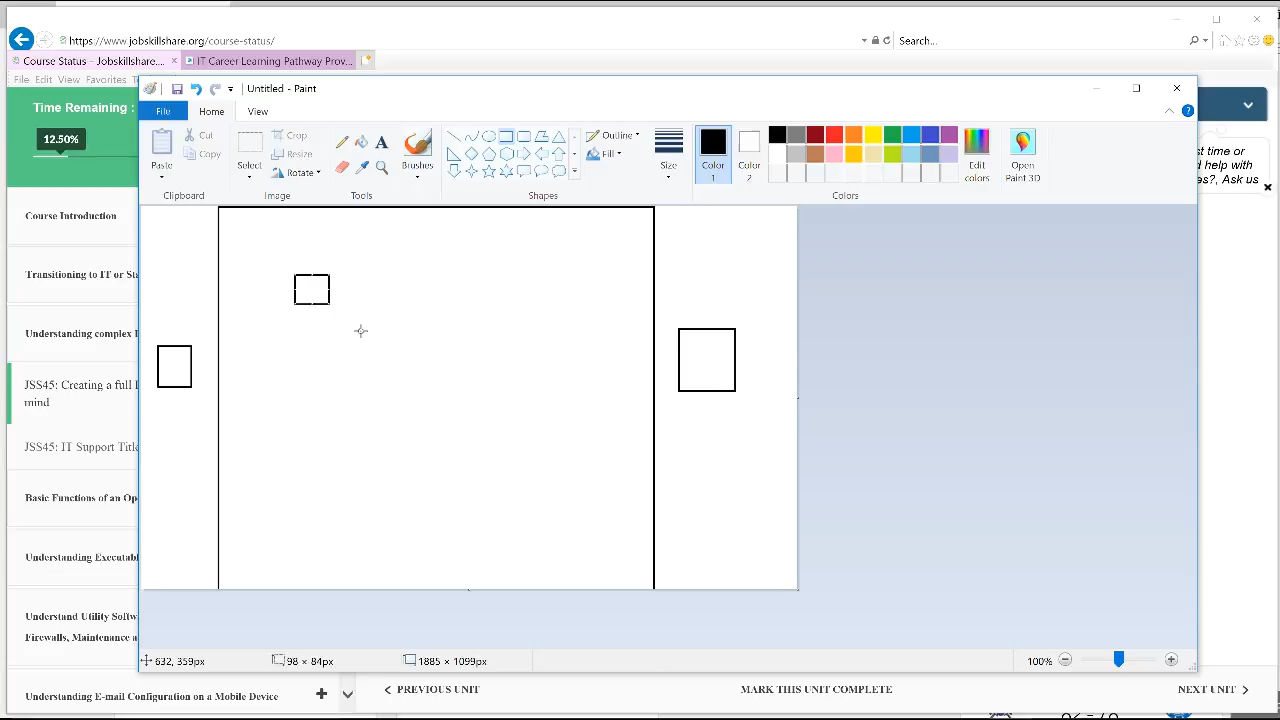 https://www.jobskillshare.org/course-status/
Search...
Course Status – Jobskillshare....
IT Career Learning Pathway Prov...
File Edit View Favorites
Untitled - Paint
Time Remaining :
12.50%
File Home View
Paste
Cut
Copy
Clipboard
Select
Crop
Resize
Rotate
Image
Tools
Brushes
Shapes
Outline
Fill
Size
Color 1
Color 2
Edit colors
Open Paint 3D
Colors
st time or
d help with
es?, Ask us
Course Introduction
Transitioning to IT or Sta
Understanding complex
JSS45: Creating a full
mind
JSS45: IT Support Title
Basic Functions of an Op
Understanding Executabl
Understand Utility Softw
Firewalls, Maintenance a
Understanding E-mail Configuration on a Mobile Device
632, 359px
98 × 84px
1885 × 1099px
100%
PREVIOUS UNIT
MARK THIS UNIT COMPLETE
NEXT UNIT